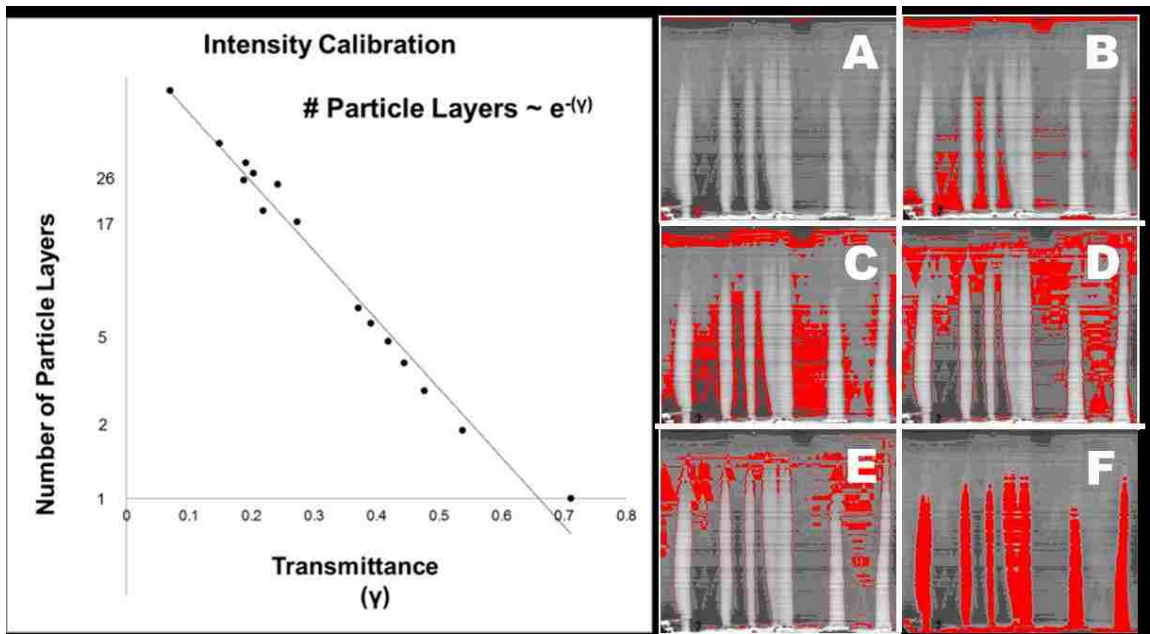 Intensity Calibration
# Particle Layers ~ e-(γ)
Number of Particle Layers
26
17
5
2
1
0
0.1
0.2
0.3
0.4
0.5
0.6
0.7
0.8
Transmittance
(γ)
A
B
C
D
E
F